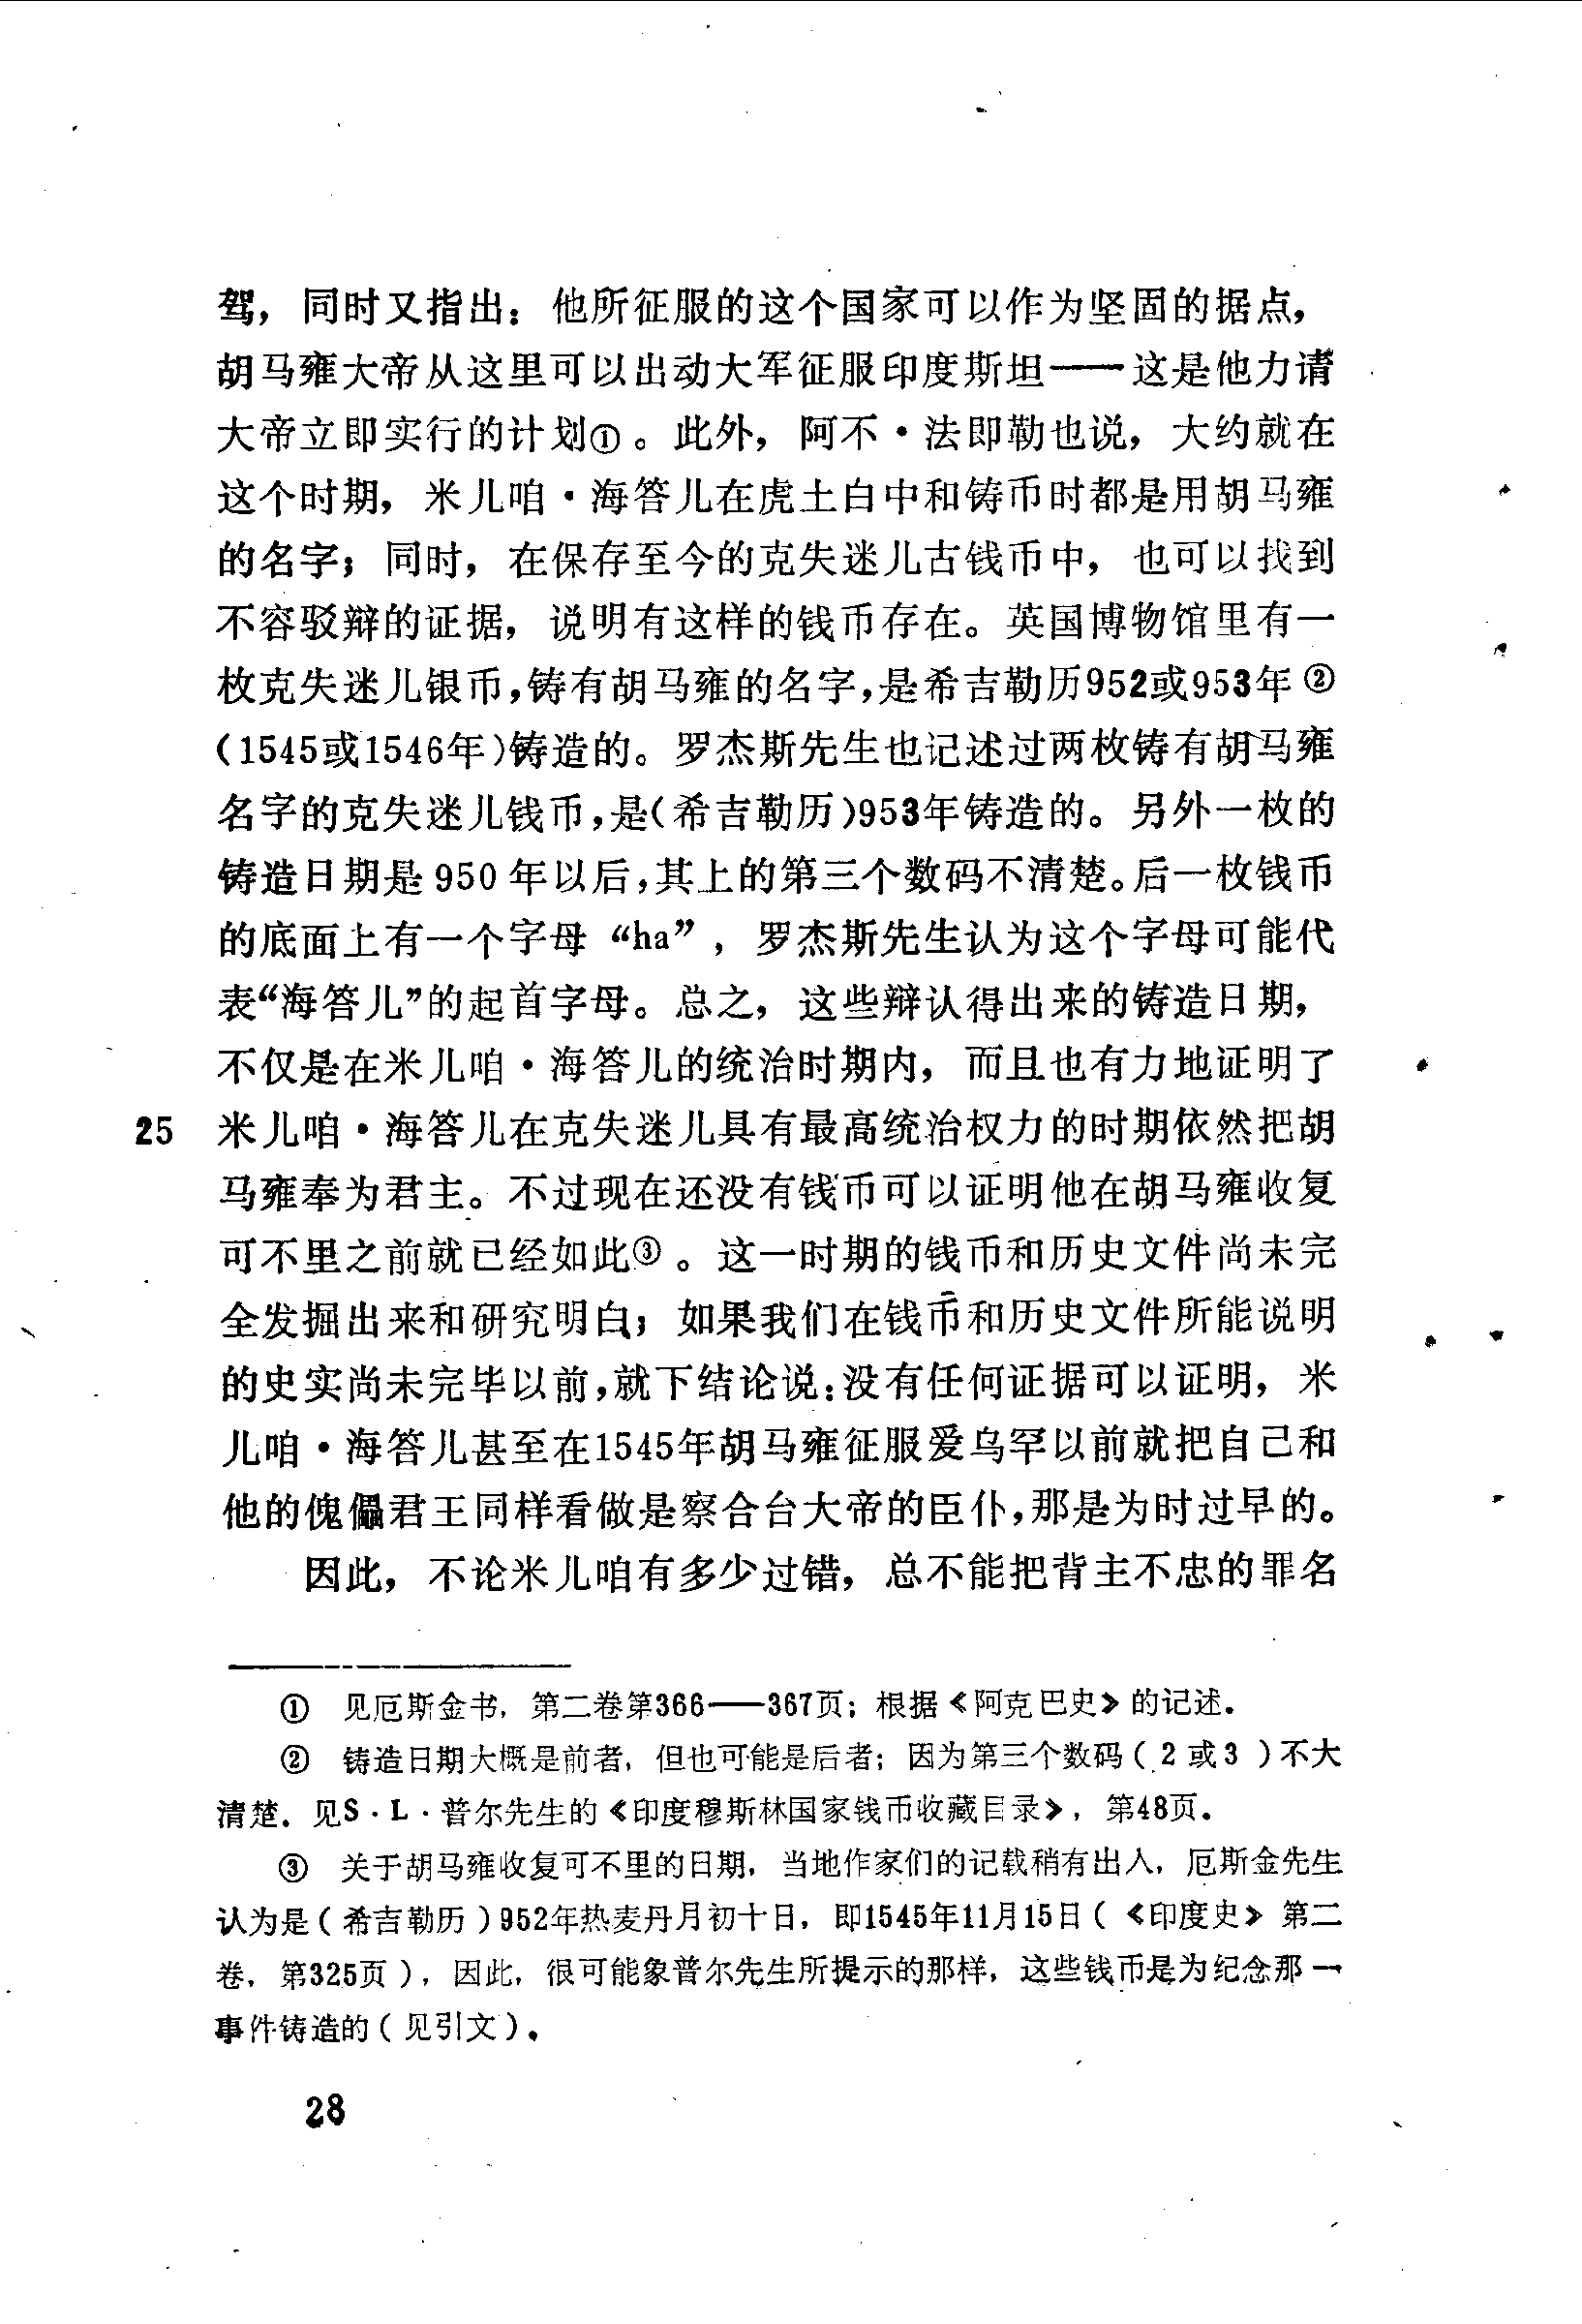 驾，同时又指出：他所征服的这个国家可以作为坚固的据点，
胡马雍大帝从这里可以出动大军征服印度斯坦——这是他力请
大帝立即实行的计划①。此外，阿不·法即勒也说，大约就在
这个时期，米儿咱·海答儿在虎土白中和铸币时都是用胡马雍
的名字；同时，在保存至今的克失迷儿古钱币中，也可以找到
不容驳辩的证据，说明有这样的钱币存在。英国博物馆里有一
枚克失迷儿银币，铸有胡马雍的名字，是希吉勒历952或953年②
（1545或1546年）铸造的。罗杰斯先生也记述过两枚铸有胡马雍
名字的克失迷儿钱币，是（希吉勒历）953年铸造的。另外一枚的
铸造日期是950年以后，其上的第三个数码不清楚。后一枚钱币
的底面上有一个字母“ha”，罗杰斯先生认为这个字母可能代
表“海答儿”的起首字母。总之，这些辩认得出来的铸造日期，
不仅是在米儿咱·海答儿的统治时期内，而且也有力地证明了
25 米儿咱·海答儿在克失迷儿具有最高统治权力的时期依然把胡
马雍奉为君主。不过现在还没有钱币可以证明他在胡马雍收复
可不里之前就已经如此③。这一时期的钱币和历史文件尚未完
全发掘出来和研究明白；如果我们在钱币和历史文件所能说明
的史实尚未完毕以前，就下结论说：没有任何证据可以证明，米
儿咱·海答儿甚至在1545年胡马雍征服爱乌罕以前就把自己和
他的傀儡君王同样看做是察合台大帝的臣仆，那是为时过早的。
因此，不论米儿咱有多少过错，总不能把背主不忠的罪名
① 见厄斯金书，第二卷第366——367页；根据《阿克巴史》的记述。
② 铸造日期大概是前者，但也可能是后者；因为第三个数码（2或3）不大
清楚。见S·L·普尔先生的《印度穆斯林国家钱币收藏目录》，第48页。
③ 关于胡马雍收复可不里的日期，当地作家们的记载稍有出入，厄斯金先生
认为是（希吉勒历）952年热麦丹月初十日，即1545年11月15日（《印度史》第二
卷，第325页），因此，很可能象普尔先生所提示的那样，这些钱币是为纪念那一
事件铸造的（见引文）。
28